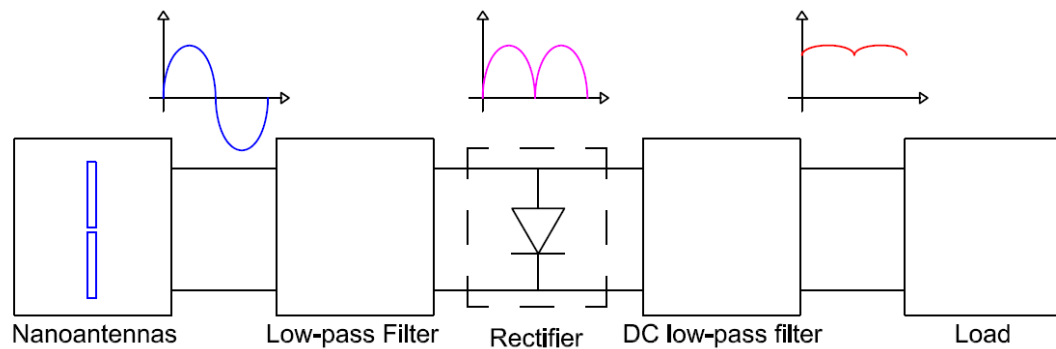 Nanoantennas
Low-pass Filter
Rectifier
DC low-pass filter
Load